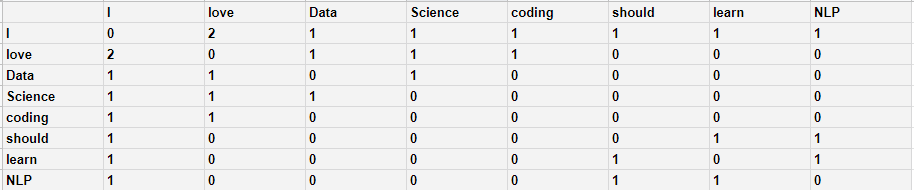 I love Data Science coding should learn NLP
I 0 2 1 1 1 1 1 1
love 2 0 1 1 1 0 0 0
Data 1 1 0 1 0 0 0 0
Science 1 1 1 0 0 0 0 0
coding 1 1 0 0 0 0 0 0
should 1 0 0 0 0 0 1 1
learn 1 0 0 0 0 1 0 1
NLP 1 0 0 0 0 1 1 0